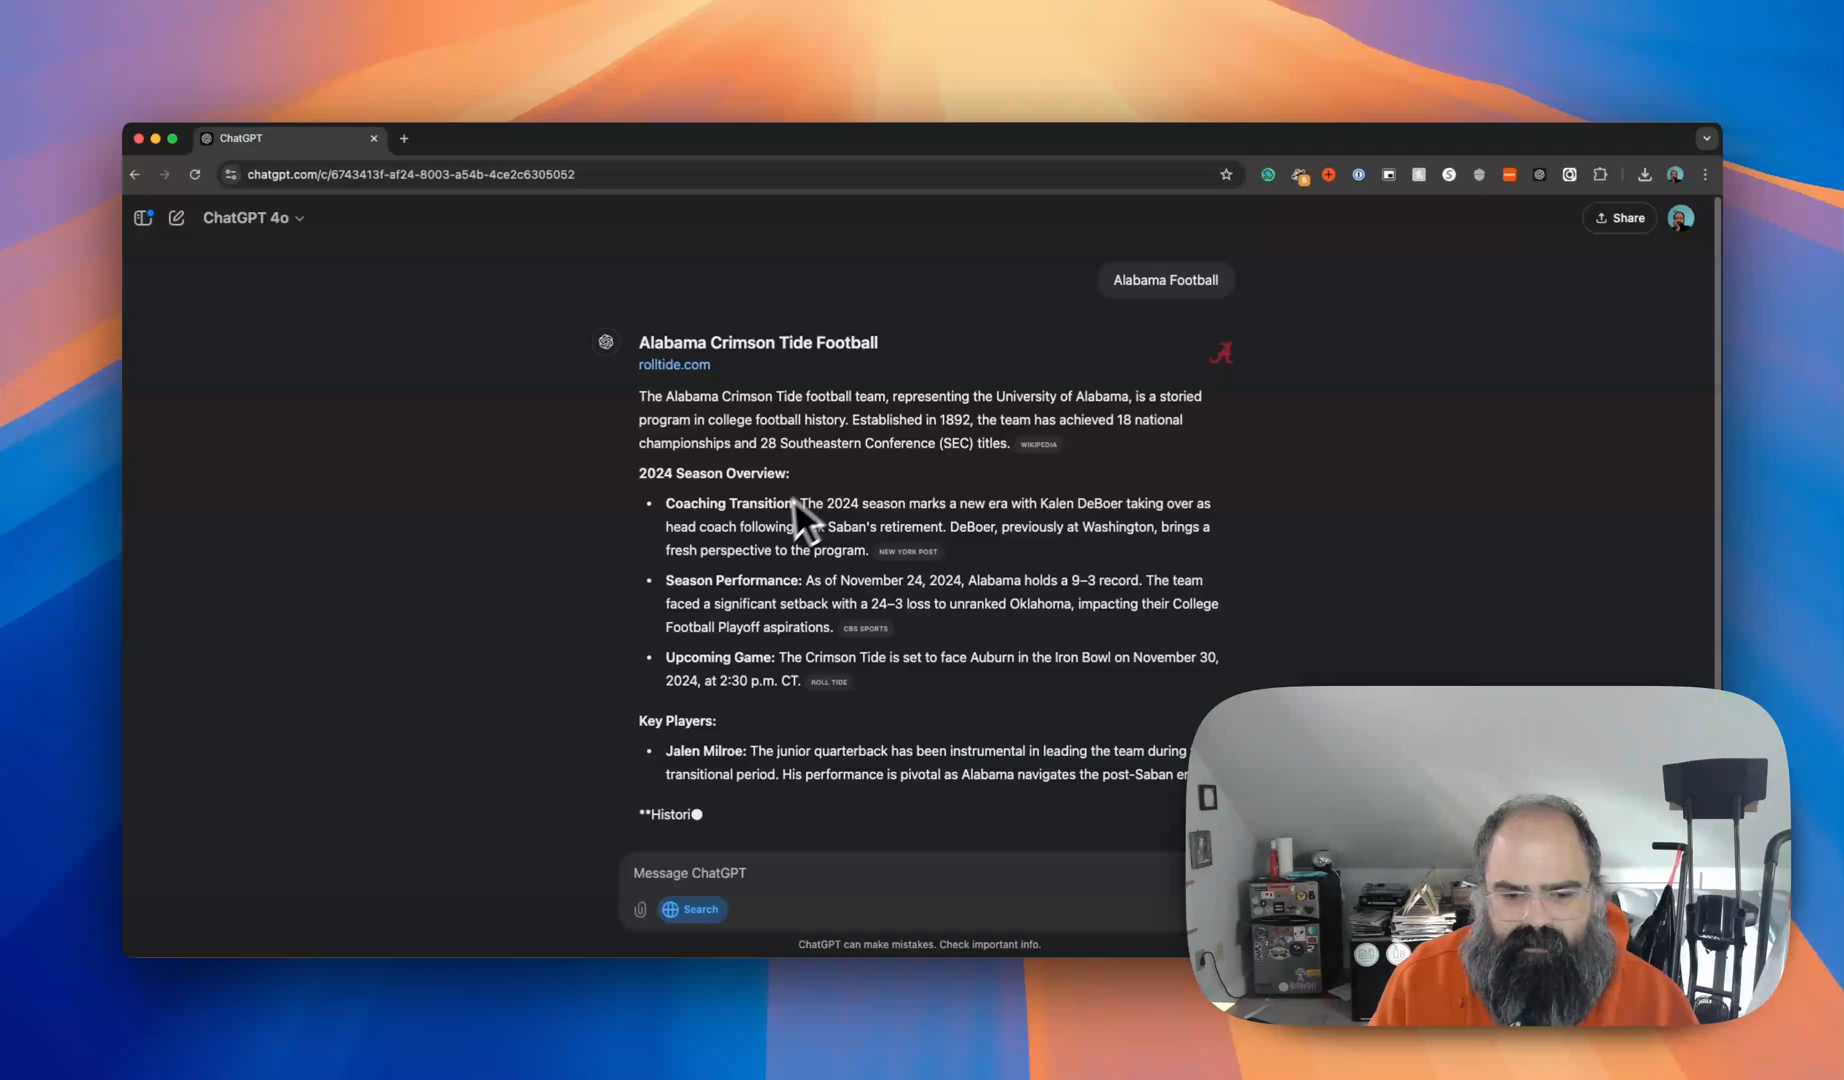 ChatGPT
chatgpt.com/c/6743413f-af24-8003-a54b-4ce2c6305052
ChatGPT 4o
Share
Alabama Football
Alabama Crimson Tide Football
rolltide.com
The Alabama Crimson Tide football team, representing the University of Alabama, is a storied
program in college football history. Established in 1892, the team has achieved 18 national
championships and 28 Southeastern Conference (SEC) titles. WIKIPEDIA
2024 Season Overview:
• Coaching Transition: The 2024 season marks a new era with Kalen DeBoer taking over as
head coach following Saban's retirement. DeBoer, previously at Washington, brings a
fresh perspective to the program. NEW YORK POST
• Season Performance: As of November 24, 2024, Alabama holds a 9–3 record. The team
faced a significant setback with a 24–3 loss to unranked Oklahoma, impacting their College
Football Playoff aspirations. CBS SPORTS
• Upcoming Game: The Crimson Tide is set to face Auburn in the Iron Bowl on November 30,
2024, at 2:30 p.m. CT. ROLL TIDE
Key Players:
• Jalen Milroe: The junior quarterback has been instrumental in leading the team during
transitional period. His performance is pivotal as Alabama navigates the post-Saban
**Histori
Message ChatGPT
Search
ChatGPT can make mistakes. Check important info.